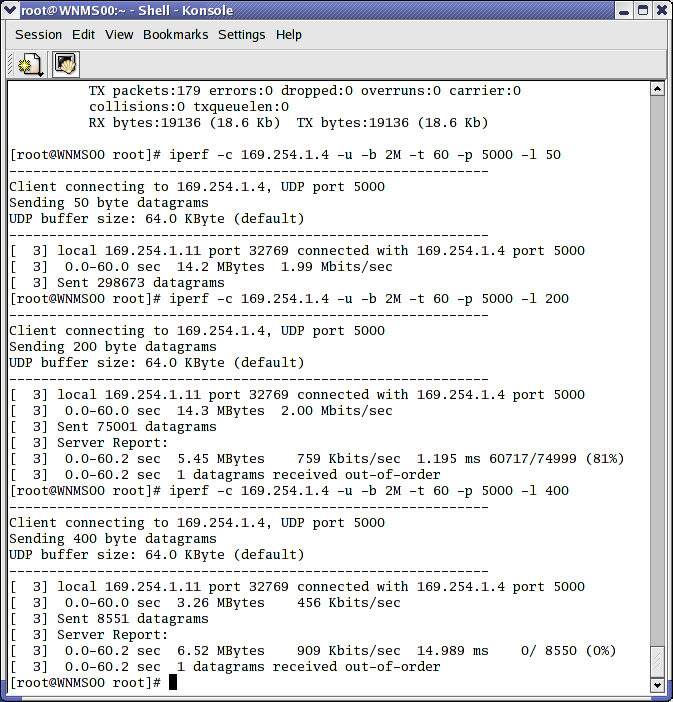 root@WNMS00:~ - Shell - Konsole
Session Edit View Bookmarks Settings Help
TX packets:179 errors:0 dropped:0 overruns:0 carrier:0
collisions:0 txqueuelen:0
RX bytes:19136 (18.6 Kb)  TX bytes:19136 (18.6 Kb)
[root@WNMS00 root]# iperf -c 169.254.1.4 -u -b 2M -t 60 -p 5000 -l 50
------------------------------------------------------------
Client connecting to 169.254.1.4, UDP port 5000
Sending 50 byte datagrams
UDP buffer size: 64.0 KByte (default)
------------------------------------------------------------
[  3] local 169.254.1.11 port 32769 connected with 169.254.1.4 port 5000
[  3]  0.0-60.0 sec  14.2 MBytes  1.99 Mbits/sec
[  3] Sent 298673 datagrams
[root@WNMS00 root]# iperf -c 169.254.1.4 -u -b 2M -t 60 -p 5000 -l 200
------------------------------------------------------------
Client connecting to 169.254.1.4, UDP port 5000
Sending 200 byte datagrams
UDP buffer size: 64.0 KByte (default)
------------------------------------------------------------
[  3] local 169.254.1.11 port 32769 connected with 169.254.1.4 port 5000
[  3]  0.0-60.0 sec  14.3 MBytes  2.00 Mbits/sec
[  3] Sent 75001 datagrams
[  3] Server Report:
[  3]  0.0-60.2 sec  5.45 MBytes    759 Kbits/sec  1.195 ms 60717/74999 (81%)
[  3]  0.0-60.2 sec  1 datagrams received out-of-order
[root@WNMS00 root]# iperf -c 169.254.1.4 -u -b 2M -t 60 -p 5000 -l 400
------------------------------------------------------------
Client connecting to 169.254.1.4, UDP port 5000
Sending 400 byte datagrams
UDP buffer size: 64.0 KByte (default)
------------------------------------------------------------
[  3] local 169.254.1.11 port 32769 connected with 169.254.1.4 port 5000
[  3]  0.0-60.0 sec  3.26 MBytes    456 Kbits/sec
[  3] Sent 8551 datagrams
[  3] Server Report:
[  3]  0.0-60.2 sec  6.52 MBytes    909 Kbits/sec  14.989 ms    0/ 8550 (0%)
[  3]  0.0-60.2 sec  1 datagrams received out-of-order
[root@WNMS00 root]#